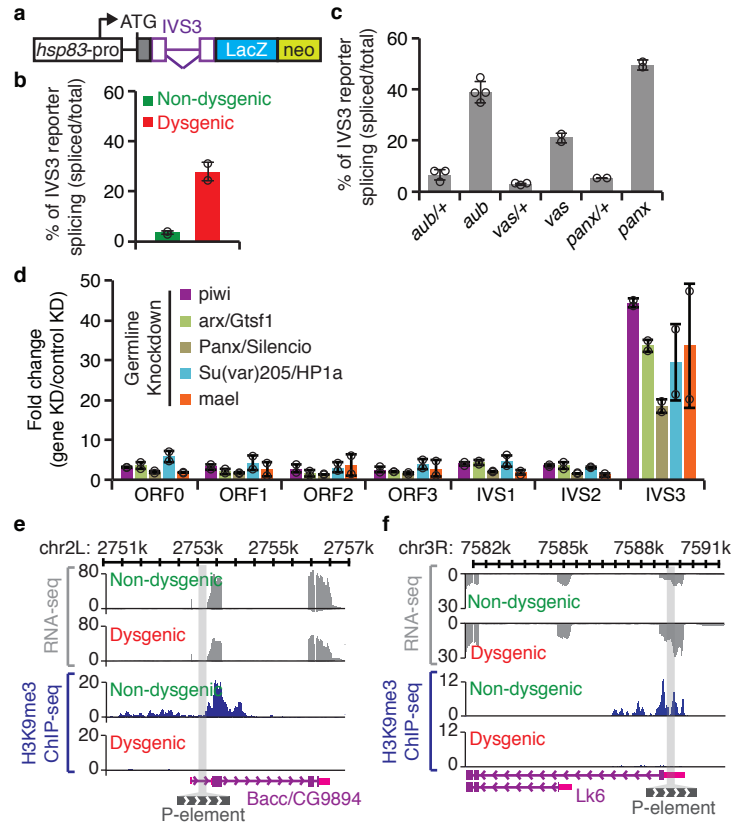 a
ATG
IVS3
hsp83-pro
LacZ
neo
b
% of IVS3 reporter
splicing (spliced/total)
60
40
20
0
Non-dysgenic
Dysgenic
c
% of IVS3 reporter
splicing (spliced/total)
60
40
20
0
aub/+
aub
vas/+
vas
panx/+
panx
d
Fold change
(gene KD/control KD)
50
40
30
20
10
0
Germline
Knockdown
piwi
arx/Gtsf1
Panx/Silencio
Su(var)205/HP1a
mael
ORF0 ORF1 ORF2 ORF3 IVS1 IVS2 IVS3
e
chr2L: 2751k 2753k 2755k 2757k
RNA-seq
80
Non-dysgenic
0
80
Dysgenic
0
H3K9me3
ChIP-seq
20
Non-dysgenic
0
20
Dysgenic
0
Bacc/CG9894
P-element
f
chr3R: 7582k 7585k 7588k 7591k
RNA-seq
0
Non-dysgenic
30
0
Dysgenic
30
H3K9me3
ChIP-seq
12
Non-dysgenic
0
12
Dysgenic
0
Lk6
P-element